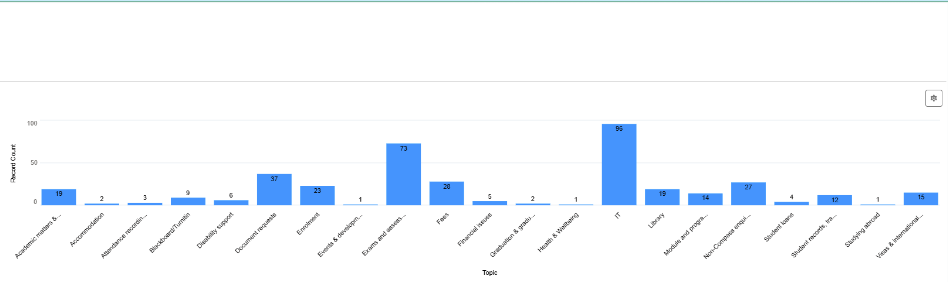 100
50
0
Record Count
19
2
3
9
6
37
23
1
73
28
5
2
1
96
19
14
27
4
12
1
15
Academic matters &...
Accommodation
Attendance recordin...
Blackboard/Turnitin
Disability support
Document requests
Enrolment
Events & developm...
Exams and asses...
Fees
Financial issues
Graduation & gradu...
Health & Wellbeing
IT
Library
Module and progra...
Non-Compass enqui...
Student loans
Student records, tra...
Studying abroad
Visas & International...
Topic